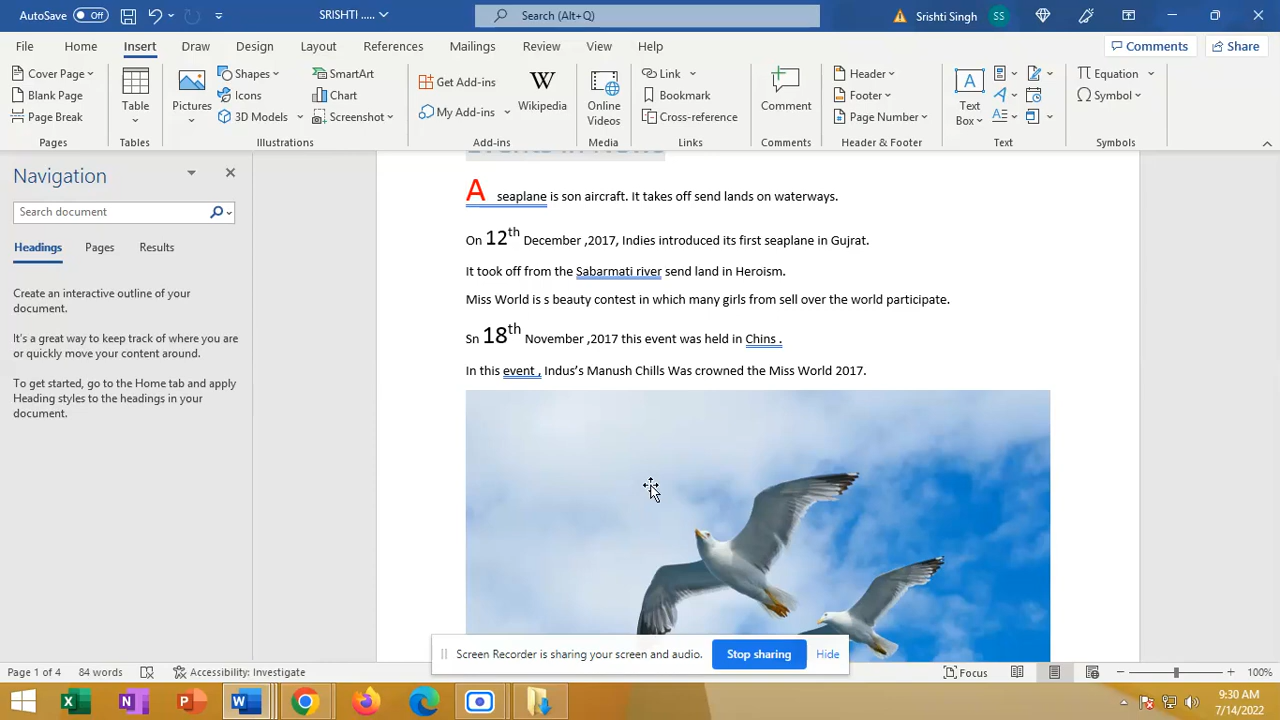 AutoSave Off SRISHTI ..... Search (Alt+Q) Srishti Singh SS
File Home Insert Draw Design Layout References Mailings Review View Help Comments Share
Cover Page
Blank Page
Page Break
Pages
Table
Tables
Pictures
Shapes
Icons
3D Models
SmartArt
Chart
Screenshot
Illustrations
Get Add-ins
My Add-ins
Wikipedia
Add-ins
Online Videos
Media
Link
Bookmark
Cross-reference
Links
Comment
Comments
Header
Footer
Page Number
Header & Footer
Text Box
Text
Equation
Symbol
Symbols
Navigation
Search document
Headings Pages Results
Create an interactive outline of your
document.
It's a great way to keep track of where you are
or quickly move your content around.
To get started, go to the Home tab and apply
Heading styles to the headings in your
document.
Events in News
A seaplane is son aircraft. It takes off send lands on waterways.
On 12th December ,2017, Indies introduced its first seaplane in Gujrat.
It took off from the Sabarmati river send land in Heroism.
Miss World is s beauty contest in which many girls from sell over the world participate.
Sn 18th November ,2017 this event was held in Chins .
In this event , Indus's Manush Chills Was crowned the Miss World 2017.
Screen Recorder is sharing your screen and audio. Stop sharing Hide
Page 1 of 4 84 words Accessibility: Investigate Focus 100%
9:30 AM
7/14/2022